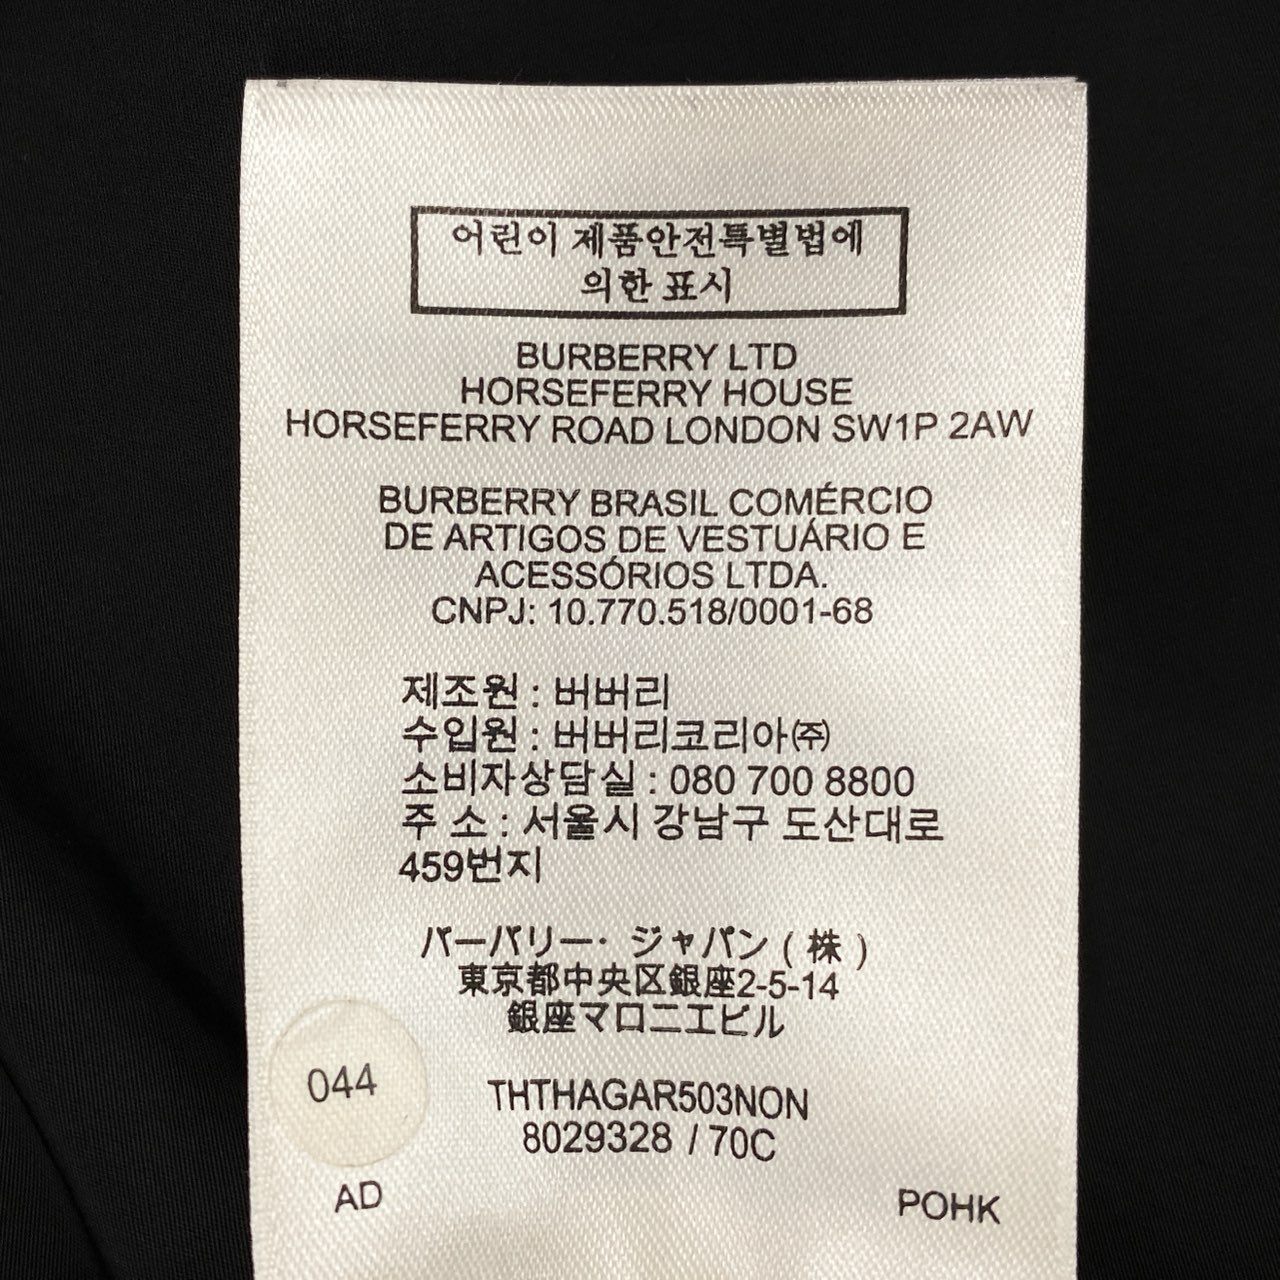 어린이 제품안전특별법에
의한 표시
BURBERRY LTD
HORSEFERRY HOUSE
HORSEFERRY ROAD LONDON SW1P 2AW
BURBERRY BRASIL COMÉRCIO
DE ARTIGOS DE VESTUÁRIO E
ACESSÓRIOS LTDA.
CNPJ: 10.770.518/0001-68
제조원 : 버버리
수입원 : 버버리코리아㈜
소비자상담실 : 080 700 8800
주 소 : 서울시 강남구 도산대로
459번지
バーバリー・ジャパン ( 株 )
東京都中央区銀座2-5-14
銀座マロニエビル
044
THTHAGAR503NON
8029328 / 70C
AD
POHK